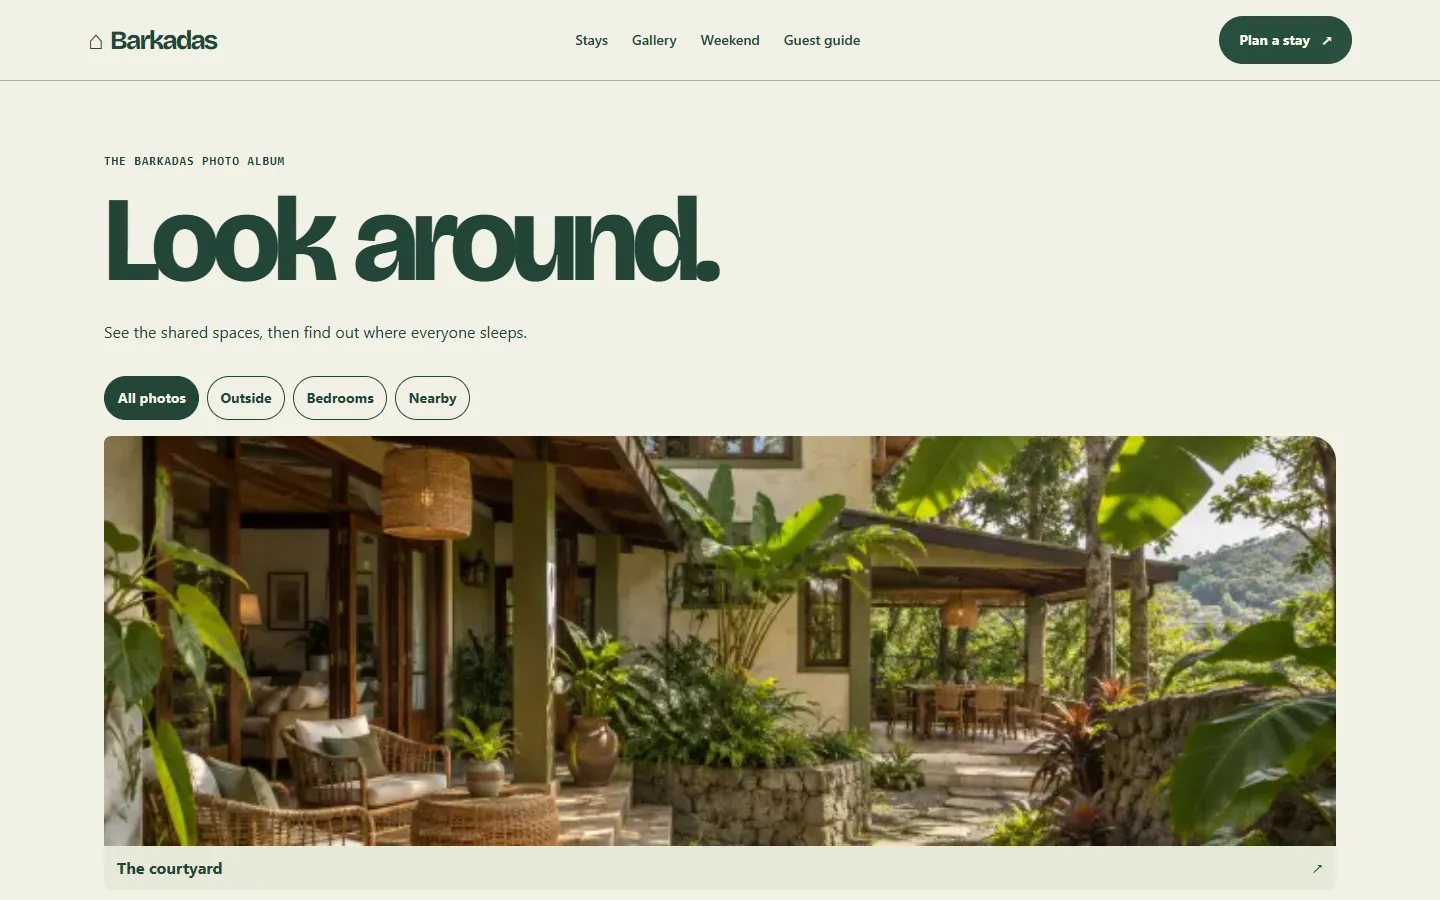 Barkadas
Stays
Gallery
Weekend
Guest guide
Plan a stay ↗
THE BARKADAS PHOTO ALBUM
Look around.
See the shared spaces, then find out where everyone sleeps.
All photos
Outside
Bedrooms
Nearby
The courtyard ↗